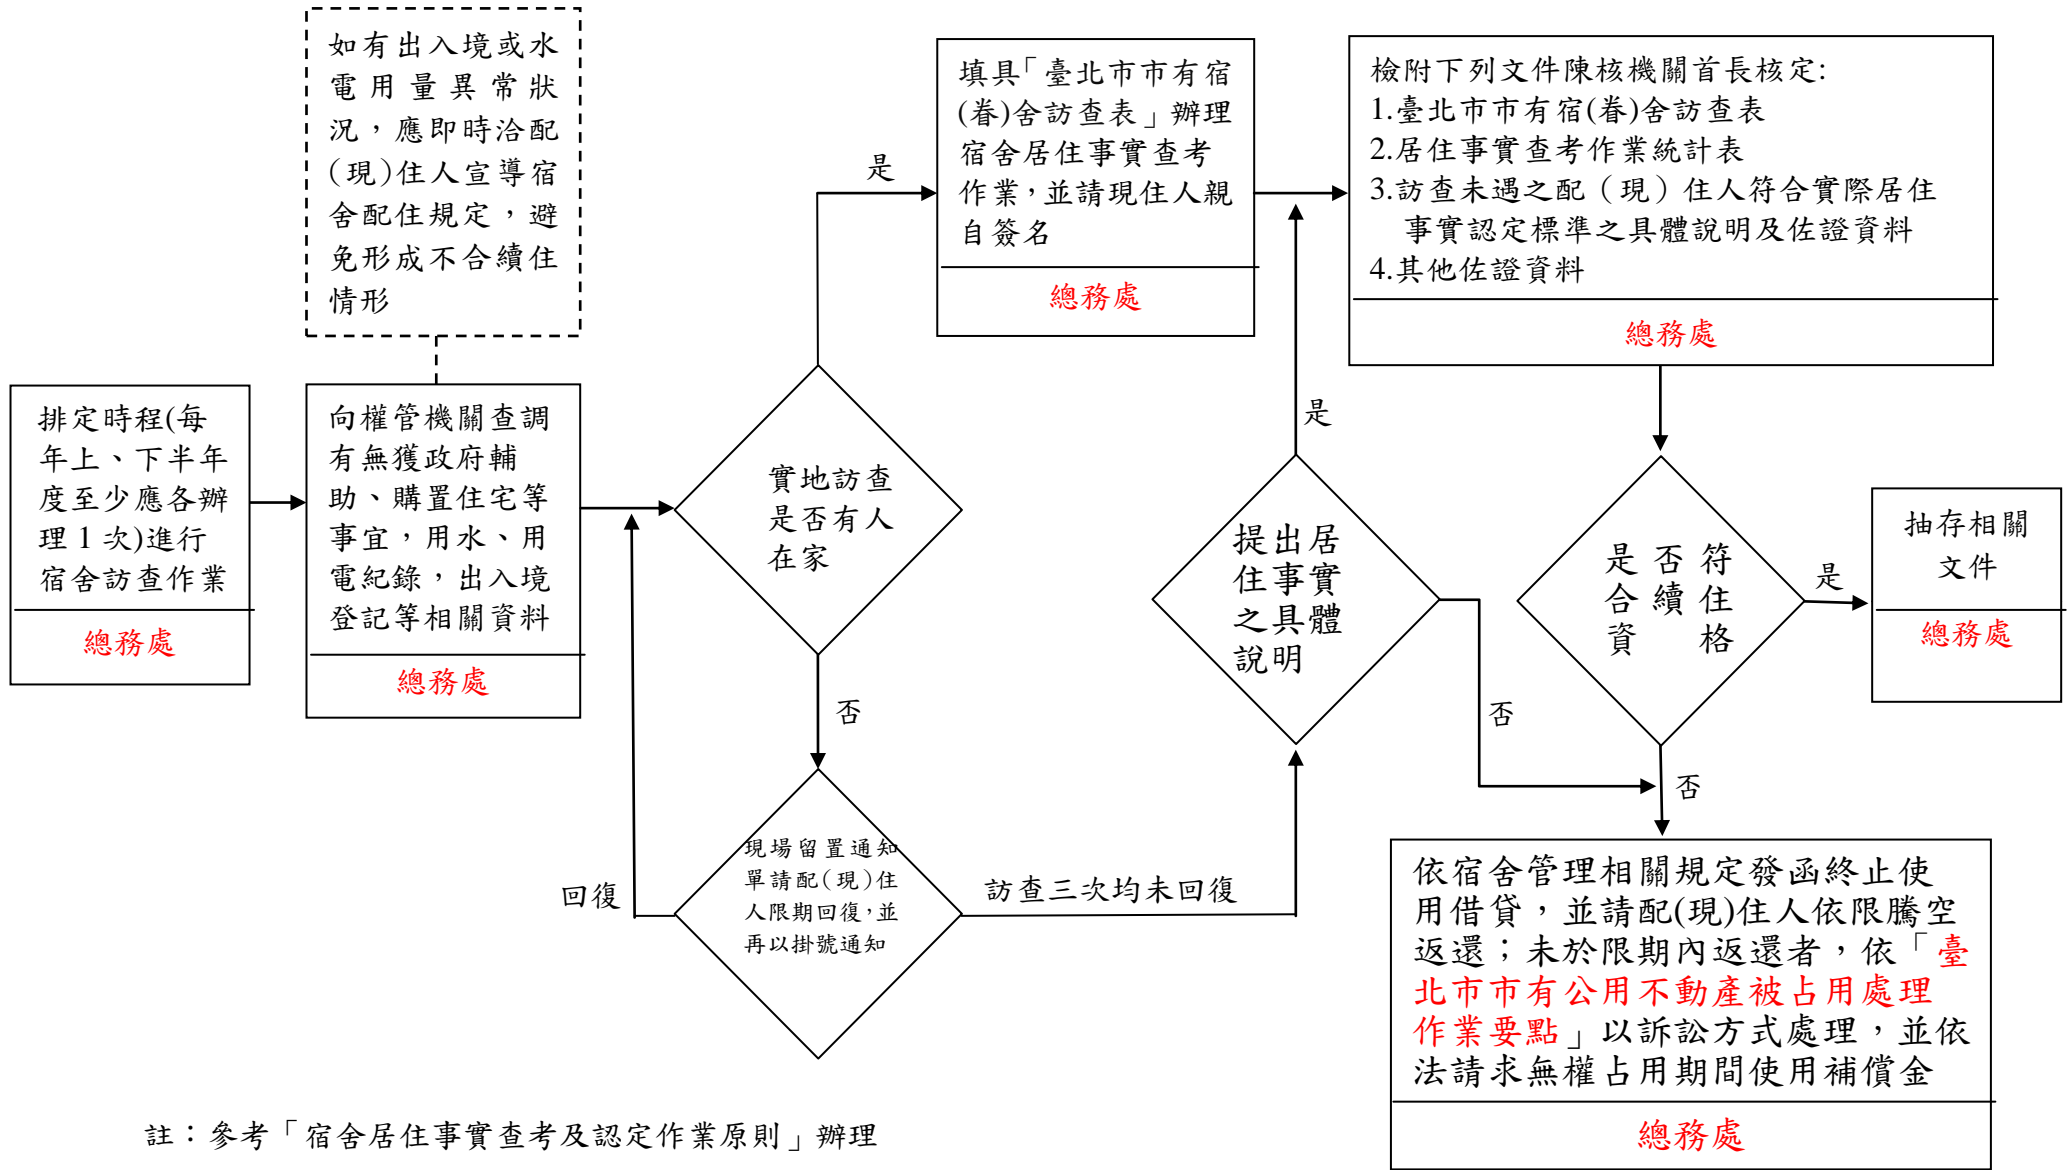 如有出入境或水
電用量異常狀
況，應即時洽配
(現)住人宣導宿
舍配住規定，避
免形成不合續住
情形
排定時程(每
年上、下半年
度至少應各辦
理 1 次)進行
宿舍訪查作業
總務處
向權管機關查調
有無獲政府輔
助、購置住宅等
事宜，用水、用
電紀錄，出入境
登記等相關資料
總務處
實地訪查
是否有人
在家
是
否
現場留置通知
單請配(現)住
人限期回復，並
再以掛號通知
回復
訪查三次均未回復
填具「臺北市市有宿
(眷)舍訪查表」辦理
宿舍居住事實查考
作業，並請現住人親
自簽名
總務處
提出居
住事實
之具體
說明
是
否
檢附下列文件陳核機關首長核定:
1.臺北市市有宿(眷)舍訪查表
2.居住事實查考作業統計表
3.訪查未遇之配（現）住人符合實際居住
事實認定標準之具體說明及佐證資料
4.其他佐證資料
總務處
是否符
合續住
資格
是
否
抽存相關
文件
總務處
依宿舍管理相關規定發函終止使
用借貸，並請配(現)住人依限騰空
返還；未於限期內返還者，依「臺
北市市有公用不動產被占用處理
作業要點」以訴訟方式處理，並依
法請求無權占用期間使用補償金
總務處
註：參考「宿舍居住事實查考及認定作業原則」辦理